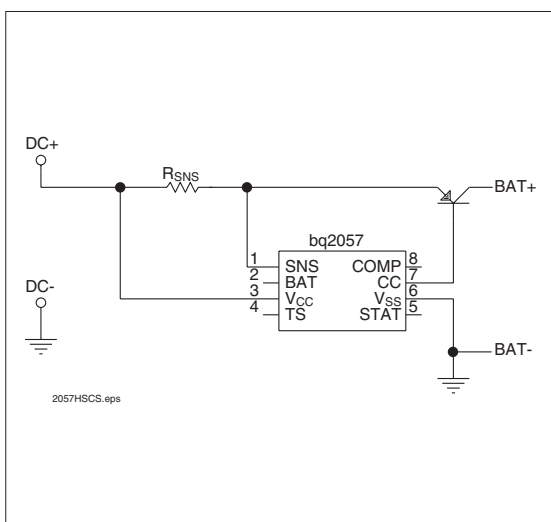 DC+
RSNS
BAT+
bq2057
1 SNS COMP 8
2 BAT CC 7
3 VCC VSS 6
4 TS STAT 5
DC-
BAT-
2057HSCS.eps